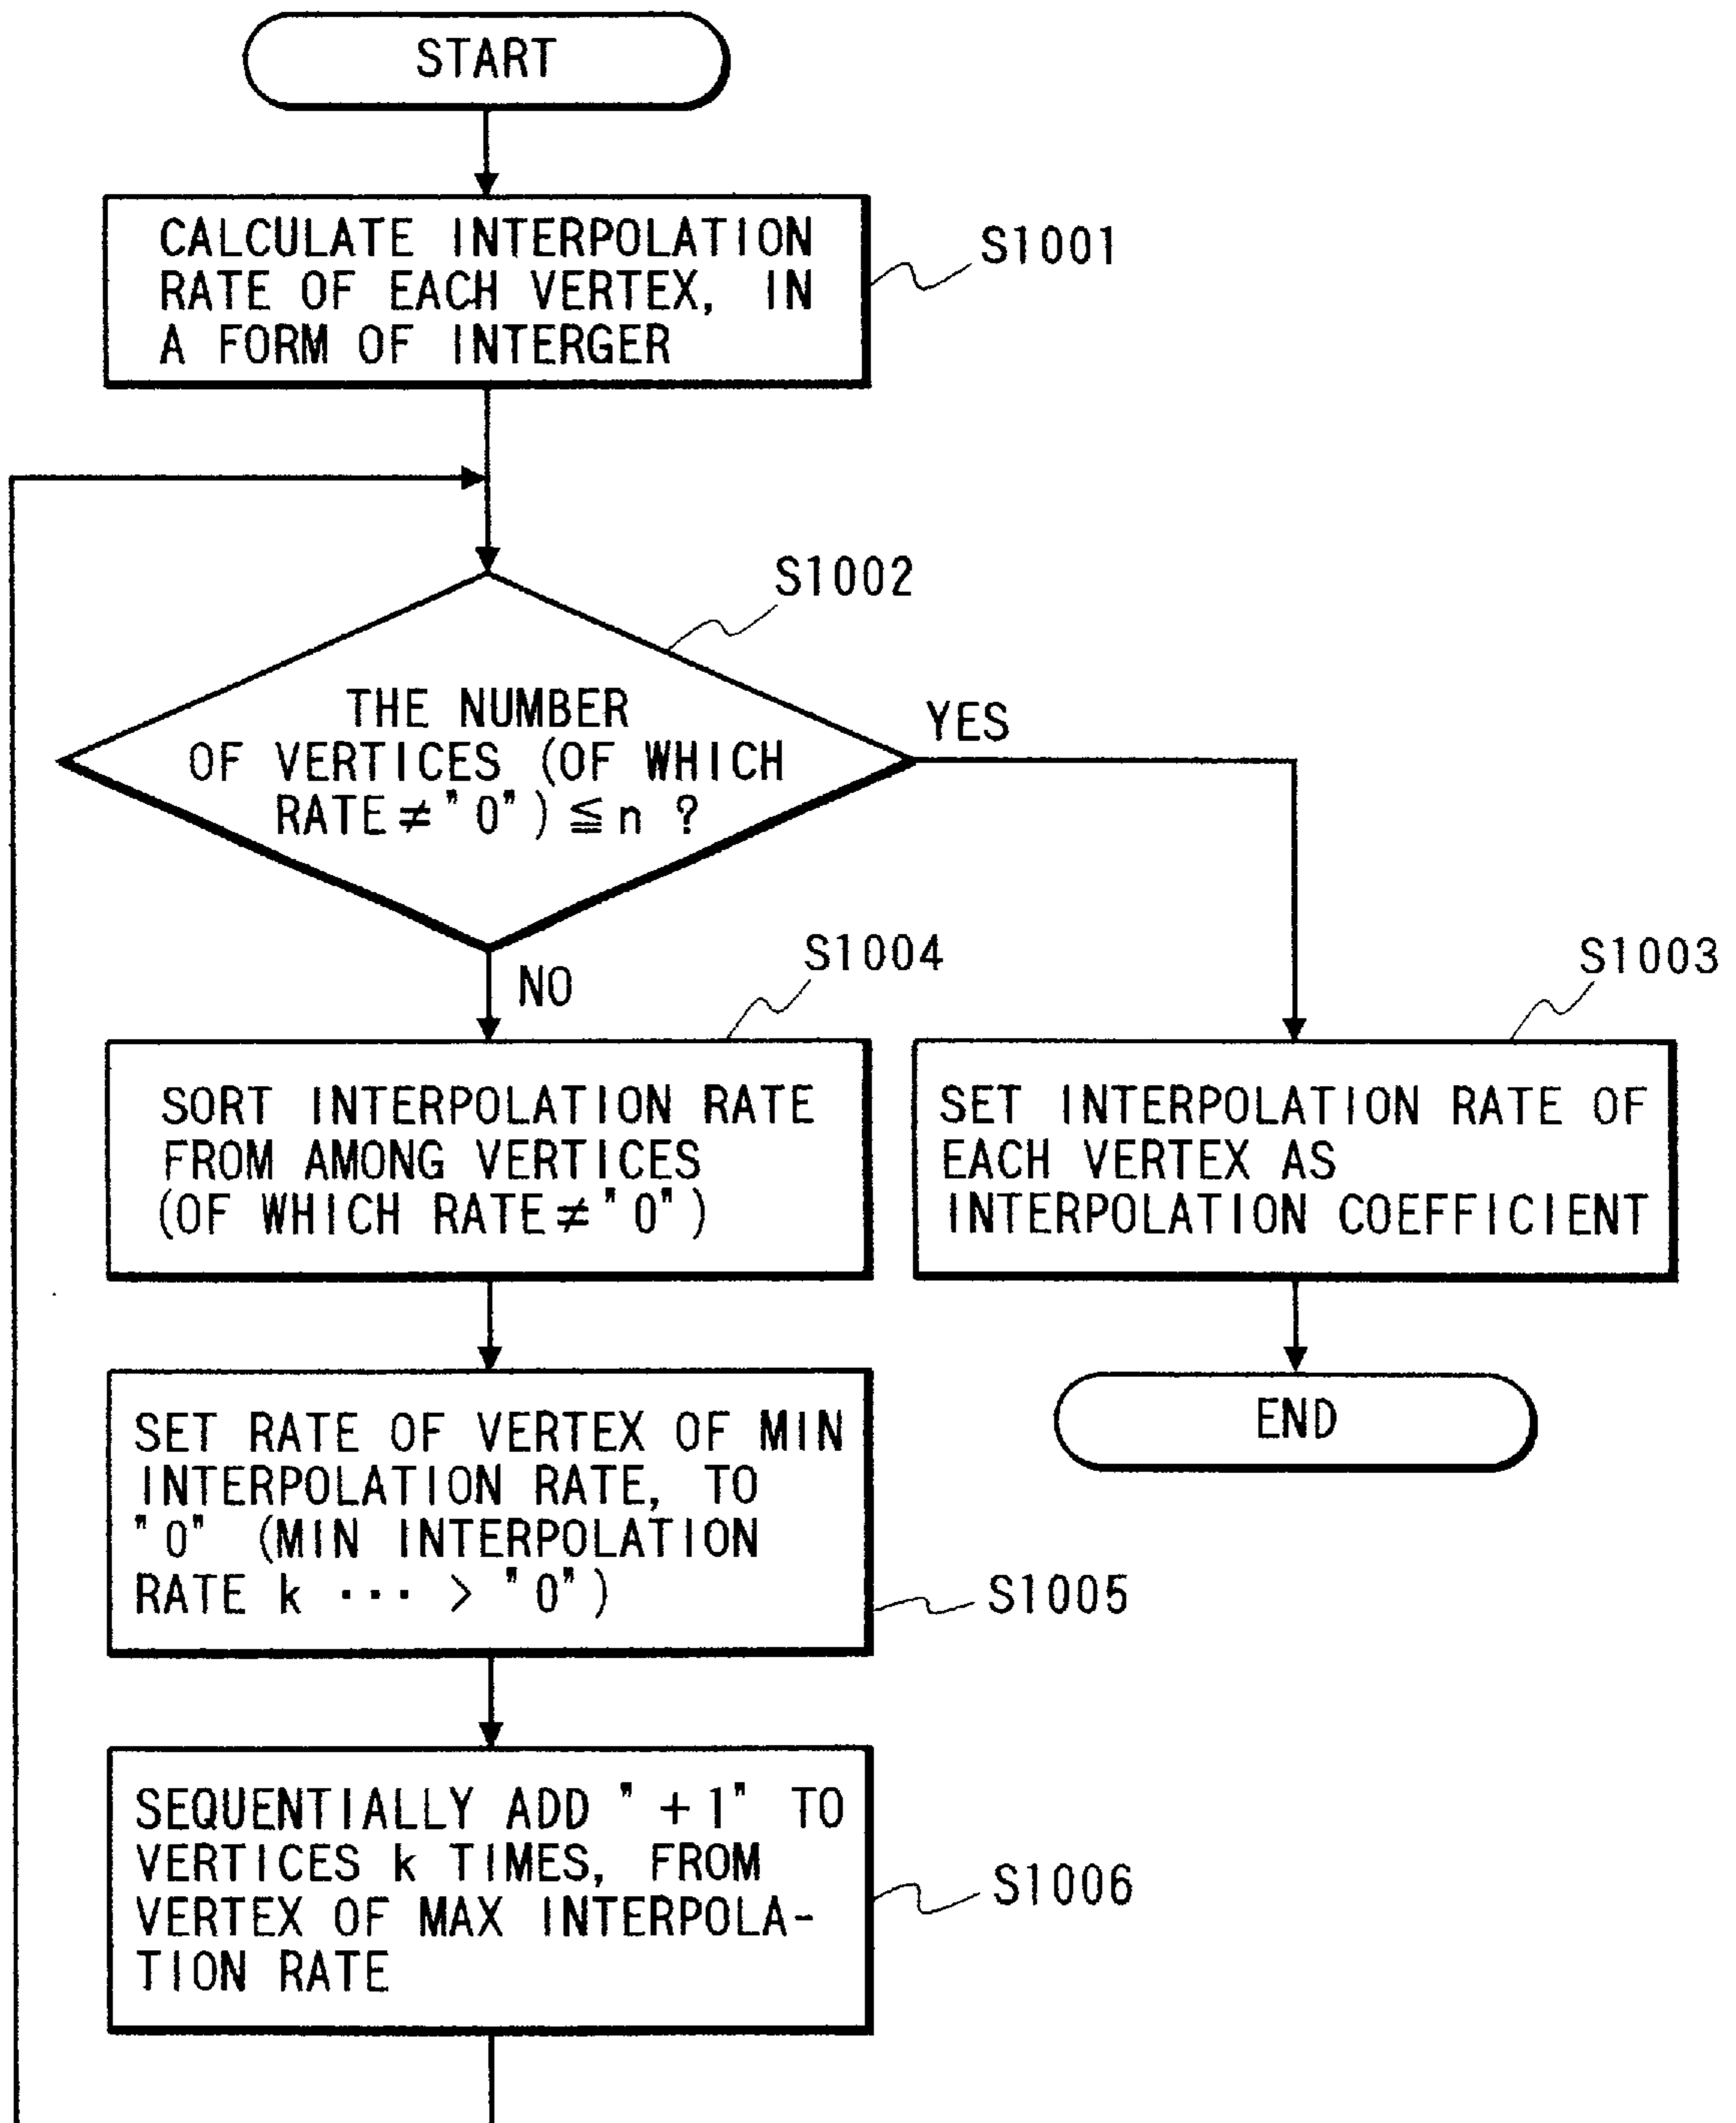 START
CALCULATE INTERPOLATION
RATE OF EACH VERTEX, IN
A FORM OF INTERGER
S1001
S1002
THE NUMBER
OF VERTICES (OF WHICH
RATE≠"0")≦n ?
YES
NO
S1004
S1003
SORT INTERPOLATION RATE
FROM AMONG VERTICES
(OF WHICH RATE≠"0")
SET INTERPOLATION RATE OF
EACH VERTEX AS
INTERPOLATION COEFFICIENT
SET RATE OF VERTEX OF MIN
INTERPOLATION RATE, TO
"0" (MIN INTERPOLATION
RATE k ··· > "0")
S1005
END
SEQUENTIALLY ADD "+1" TO
VERTICES k TIMES, FROM
VERTEX OF MAX INTERPOLA-
TION RATE
S1006